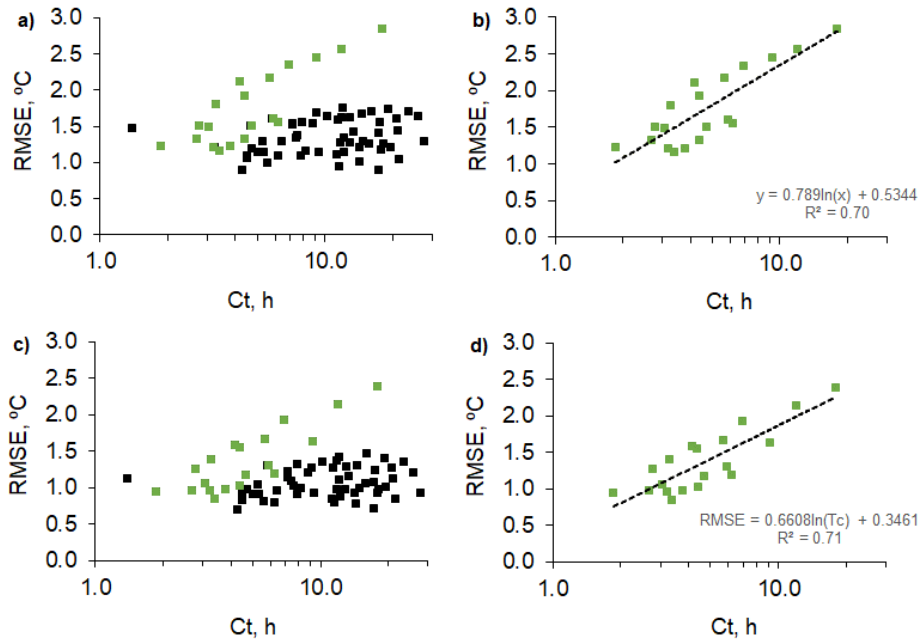 a)
3.0
2.5
2.0
1.5
1.0
0.5
0.0
RMSE, ºC
1.0
10.0
Ct, h
b)
3.0
2.5
2.0
1.5
1.0
0.5
0.0
RMSE, ºC
y = 0.789ln(x) + 0.5344
R² = 0.70
1.0
10.0
Ct, h
c)
3.0
2.5
2.0
1.5
1.0
0.5
0.0
RMSE, ºC
1.0
10.0
Ct, h
d)
3.0
2.5
2.0
1.5
1.0
0.5
0.0
RMSE, ºC
RMSE = 0.6608ln(Tc) + 0.3461
R² = 0.71
1.0
10.0
Ct, h